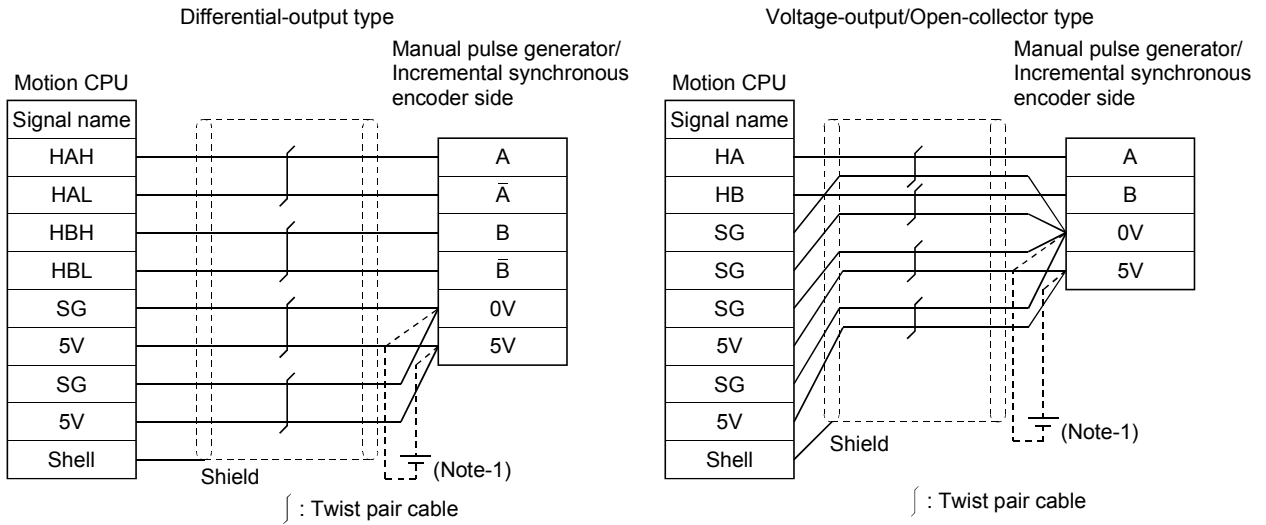 Differential-output type
Manual pulse generator/
Incremental synchronous
encoder side
Motion CPU
Signal name
HAH
HAL
HBH
HBL
SG
5V
SG
5V
Shell
A
A̅
B
B̅
0V
5V
Shield
(Note-1)
: Twist pair cable
Voltage-output/Open-collector type
Manual pulse generator/
Incremental synchronous
encoder side
Motion CPU
Signal name
HA
HB
SG
SG
SG
5V
SG
5V
Shell
A
B
0V
5V
Shield
(Note-1)
: Twist pair cable